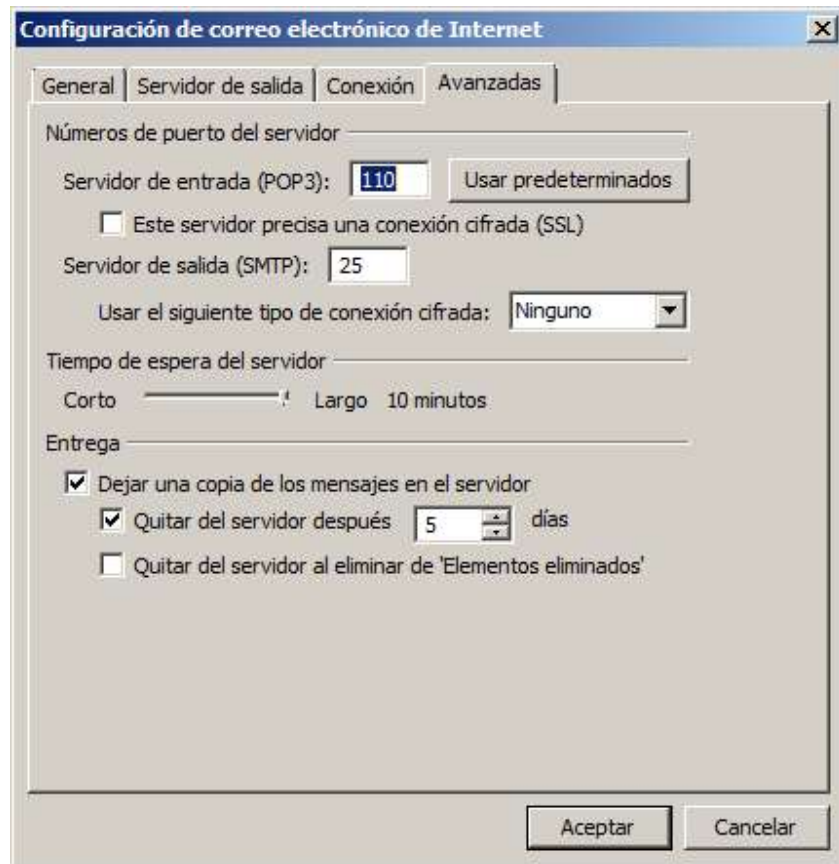 Configuración de correo electrónico de Internet
General Servidor de salida Conexión Avanzadas
Números de puerto del servidor
Servidor de entrada (POP3): 110 Usar predeterminados
Este servidor precisa una conexión cifrada (SSL)
Servidor de salida (SMTP): 25
Usar el siguiente tipo de conexión cifrada: Ninguno
Tiempo de espera del servidor
Corto Largo 10 minutos
Entrega
Dejar una copia de los mensajes en el servidor
Quitar del servidor después 5 días
Quitar del servidor al eliminar de 'Elementos eliminados'
Aceptar Cancelar